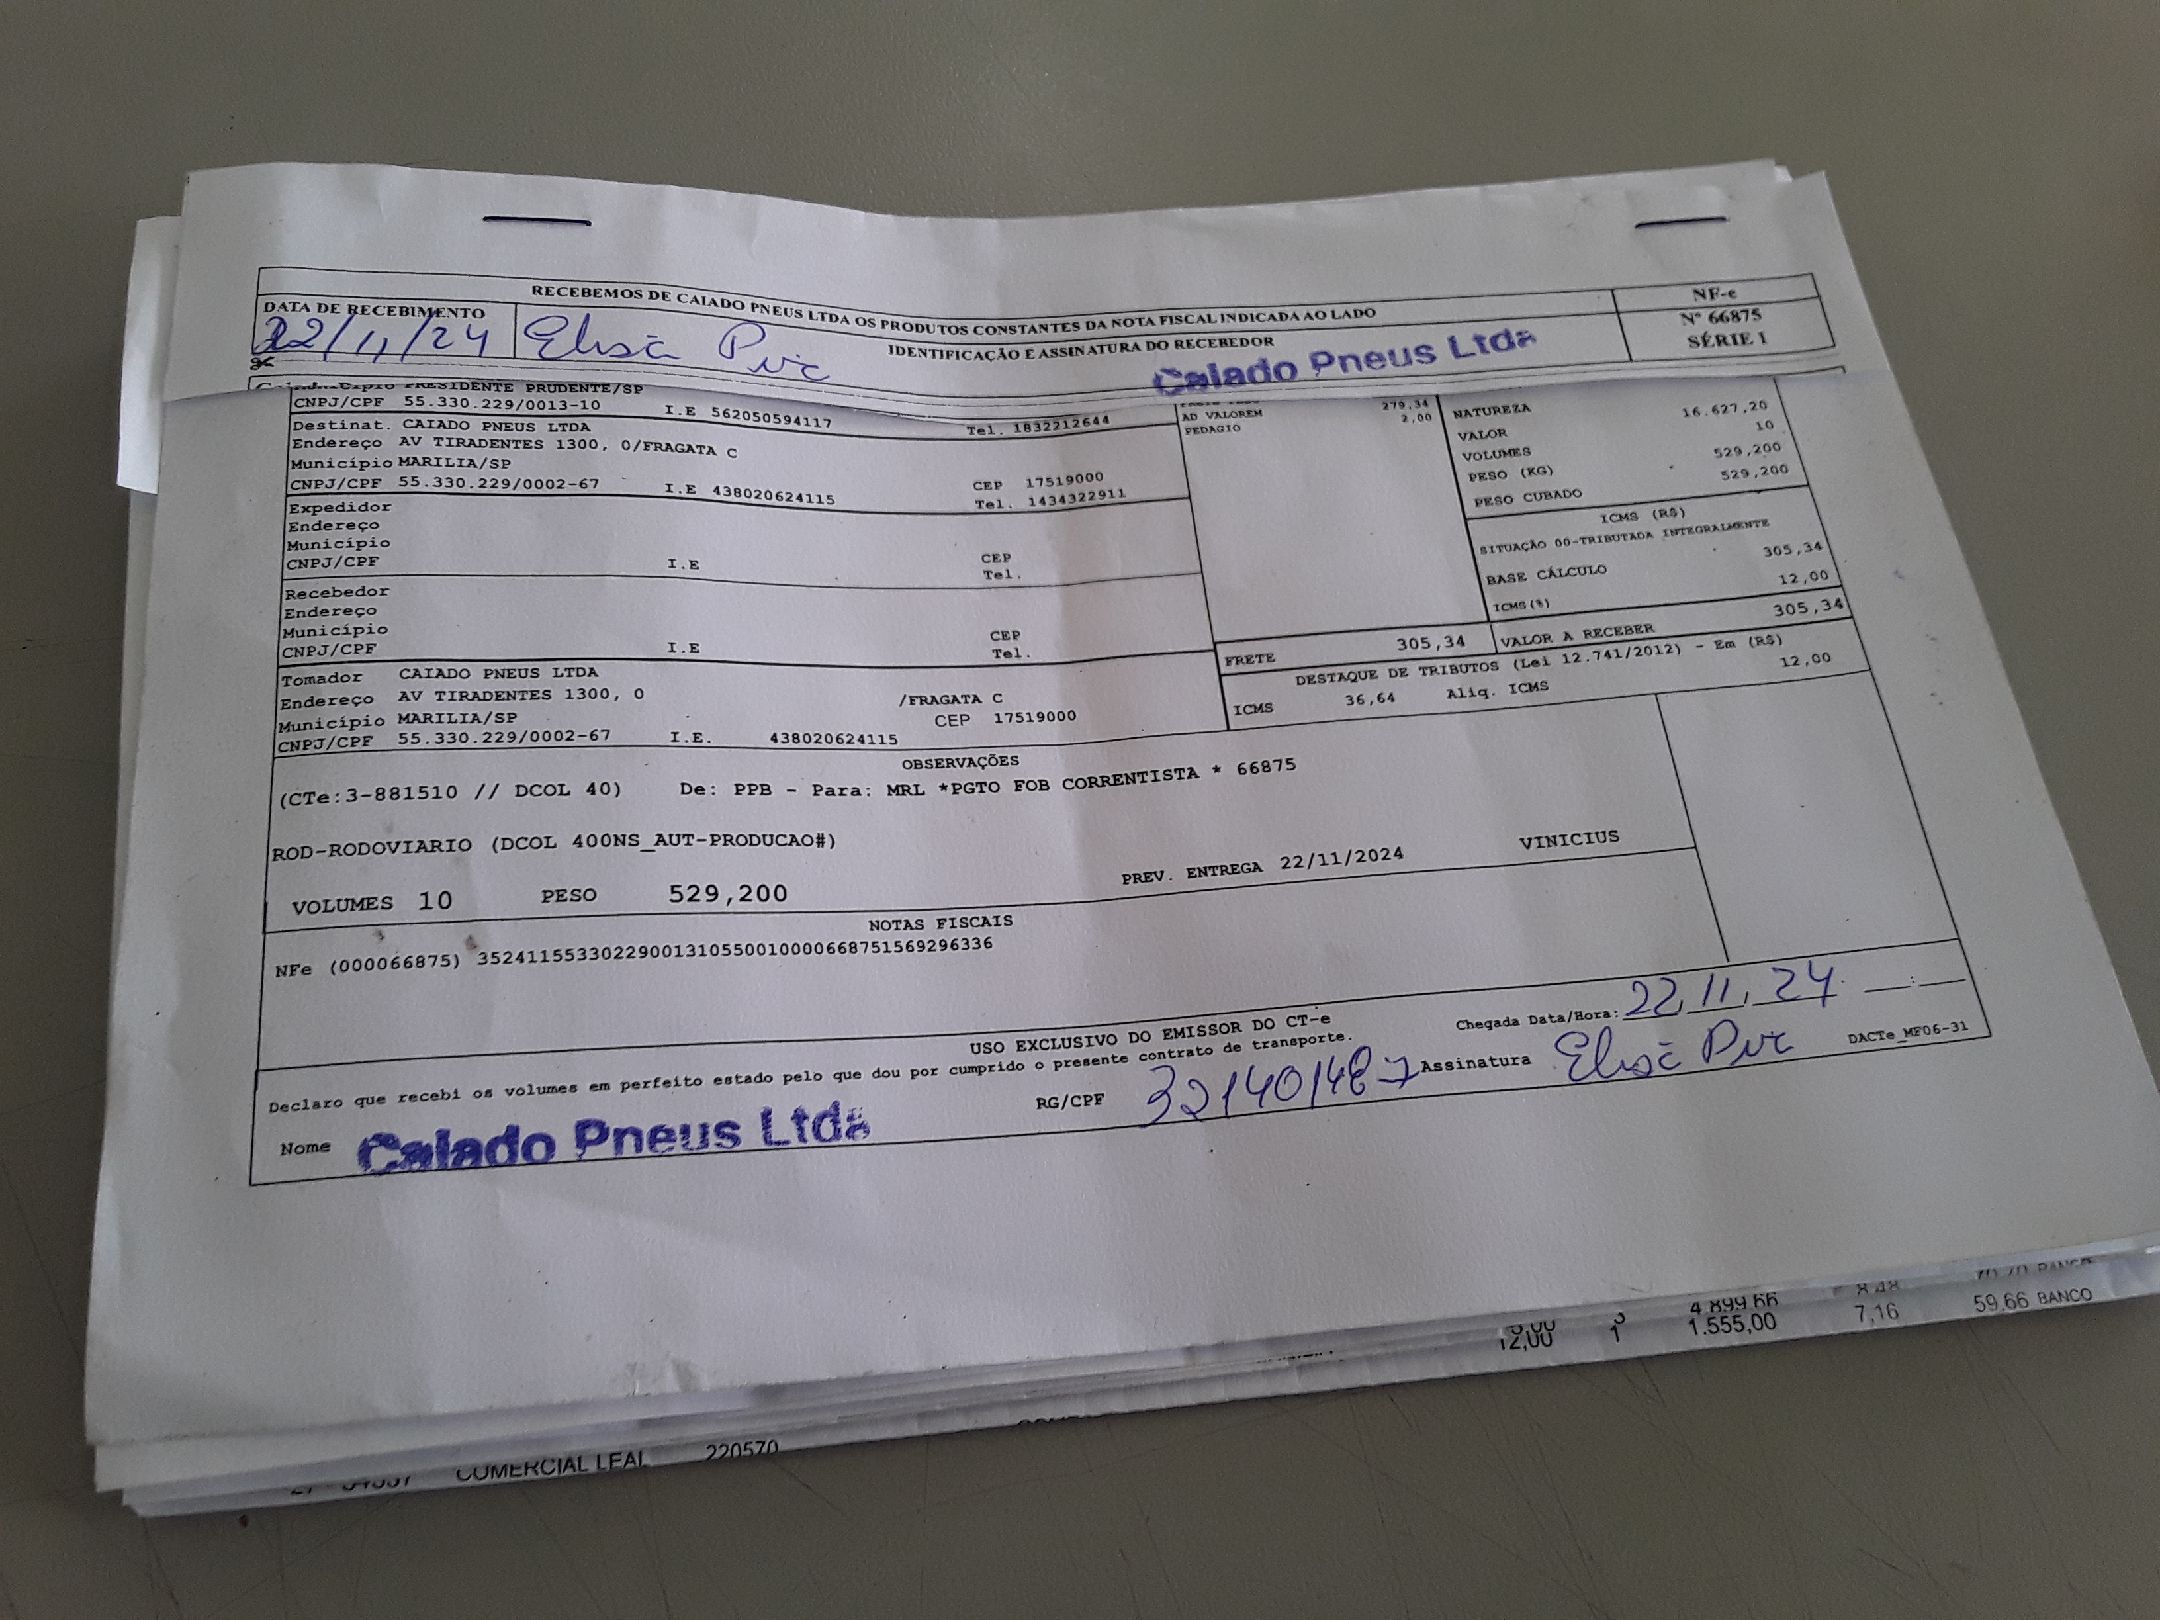 RECEBEMOS DE CAIADO PNEUS LTDA OS PRODUTOS CONSTANTES DA NOTA FISCAL INDICADA AO LADO
NF-e
Nº 66875
SÉRIE 1
DATA DE RECEBIMENTO
22/11/24
IDENTIFICAÇÃO E ASSINATURA DO RECEBEDOR
Caiado Pneus Ltda
PRESIDENTE PRUDENTE/SP
CNPJ/CPF 55.330.229/0013-10 I.E 562050594117 Tel. 1832212644
Destinat. CAIADO PNEUS LTDA
Endereço AV TIRADENTES 1300, 0/FRAGATA C
Município MARILIA/SP CEP 17519000
CNPJ/CPF 55.330.229/0002-67 I.E 438020624115 Tel. 1434322911
Expedidor
Endereço
Município CEP
CNPJ/CPF I.E Tel.
Recebedor
Endereço
Município CEP
CNPJ/CPF I.E Tel.
Tomador CAIADO PNEUS LTDA
Endereço AV TIRADENTES 1300, 0 /FRAGATA C
Município MARILIA/SP CEP 17519000
CNPJ/CPF 55.330.229/0002-67 I.E. 438020624115
279,34
AD VALOREM 2,00
PEDAGIO
NATUREZA
VALOR 16.627,20
VOLUMES 10
PESO (KG) 529,200
PESO CUBADO 529,200
ICMS (R$)
SITUAÇÃO 00-TRIBUTADA INTEGRALMENTE
BASE CÁLCULO 305,34
ICMS(%) 12,00
FRETE 305,34 VALOR A RECEBER 305,34
DESTAQUE DE TRIBUTOS (Lei 12.741/2012) - Em (R$)
ICMS 36,64 Aliq. ICMS 12,00
OBSERVAÇÕES
(CTe:3-881510 // DCOL 40) De: PPB - Para: MRL *PGTO FOB CORRENTISTA * 66875
ROD-RODOVIARIO (DCOL 400NS_AUT-PRODUCAO#)
VOLUMES 10 PESO 529,200 PREV. ENTREGA 22/11/2024 VINICIUS
NOTAS FISCAIS
NFe (000066875) 35241155330229001310550010000668751569296336
USO EXCLUSIVO DO EMISSOR DO CT-e
Declaro que recebi os volumes em perfeito estado pelo que dou por cumprido o presente contrato de transporte.
Chegada Data/Hora: 22 11 24 __:__
Nome Caiado Pneus Ltda RG/CPF 321401487 Assinatura
DACTe_MF06-31
4.899,66 8,48
12,00 1 1.555,00 7,16 59,66 BANCO
COMERCIAL LEAL 220570